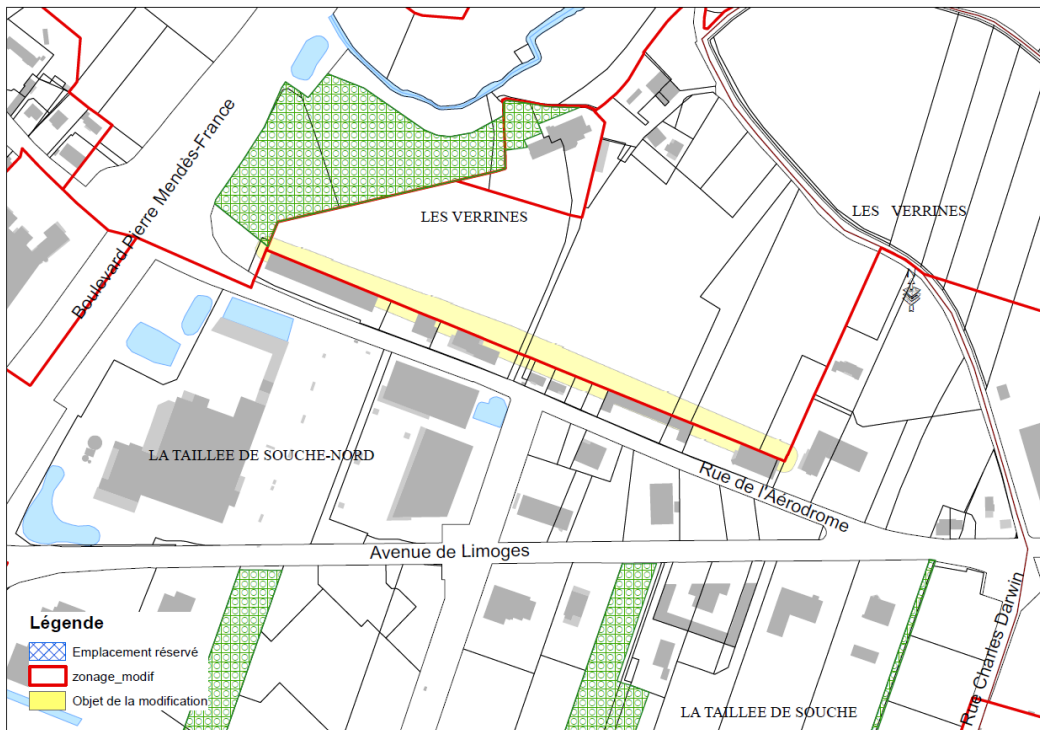 Boulevard Pierre Mendès-France
LES VERRINES
LES VERRINES
LA TAILLEE DE SOUCHE-NORD
Rue de l'Aérodrome
Avenue de Limoges
Rue Charles Darwin
LA TAILLEE DE SOUCHE
Légende
Emplacement réservé
zonage_modif
Objet de la modification